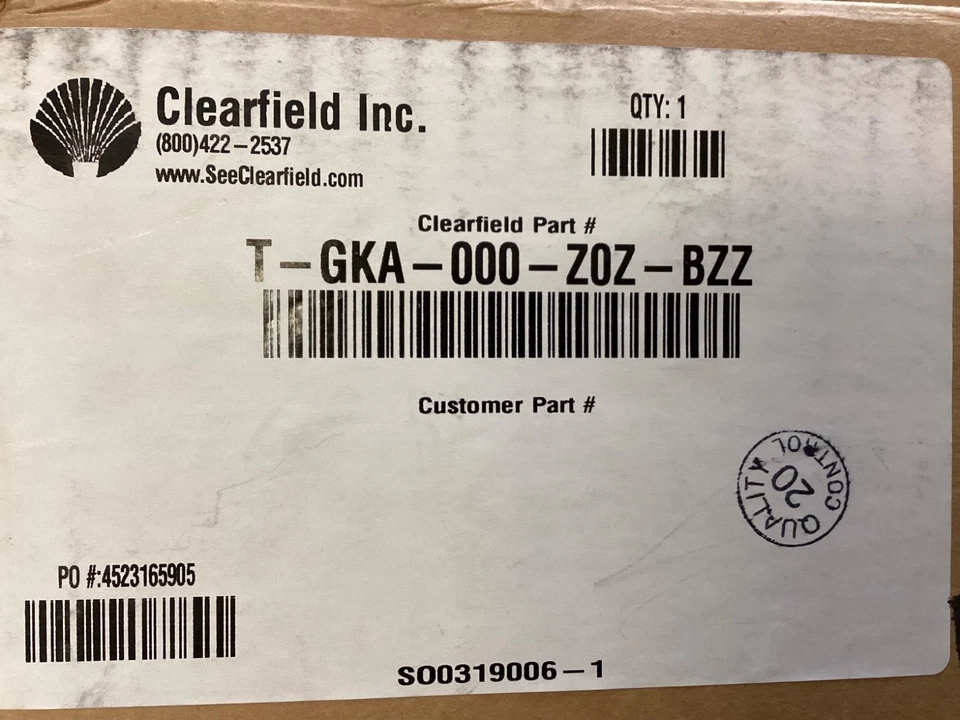 Clearfield Inc.
(800)422-2537
www.SeeClearfield.com
QTY: 1
Clearfield Part #
T-GKA-000-Z0Z-BZZ
Customer Part #
QUALITY CONTROL
20
PO #:4523165905
SO0319006-1